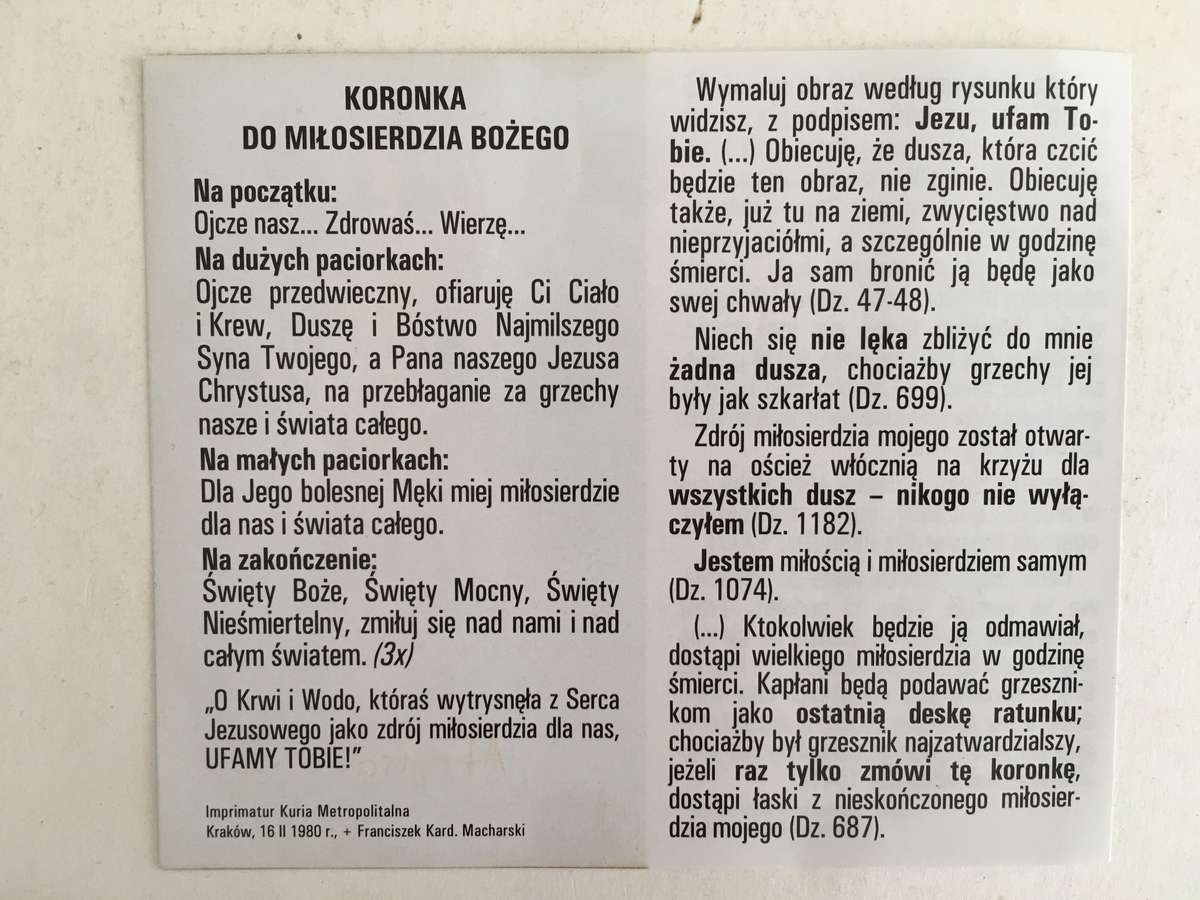 KORONKA
DO MIŁOSIERDZIA BOŻEGO
Na początku:
Ojcze nasz... Zdrowaś... Wierzę...
Na dużych paciorkach:
Ojcze przedwieczny, ofiaruję Ci Ciało
i Krew, Duszę i Bóstwo Najmilszego
Syna Twojego, a Pana naszego Jezusa
Chrystusa, na przebłaganie za grzechy
nasze i świata całego.
Na małych paciorkach:
Dla Jego bolesnej Męki miej miłosierdzie
dla nas i świata całego.
Na zakończenie:
Święty Boże, Święty Mocny, Święty
Nieśmiertelny, zmiłuj się nad nami i nad
całym światem. (3x)
„O Krwi i Wodo, któraś wytrysnęła z Serca
Jezusowego jako zdrój miłosierdzia dla nas,
UFAMY TOBIE!”
Imprimatur Kuria Metropolitalna
Kraków, 16 II 1980 r., + Franciszek Kard. Macharski
Wymaluj obraz według rysunku który
widzisz, z podpisem: Jezu, ufam To-
bie. (...) Obiecuję, że dusza, która czcić
będzie ten obraz, nie zginie. Obiecuję
także, już tu na ziemi, zwycięstwo nad
nieprzyjaciółmi, a szczególnie w godzinę
śmierci. Ja sam bronić ją będę jako
swej chwały (Dz. 47-48).
Niech się nie lęka zbliżyć do mnie
żadna dusza, chociażby grzechy jej
były jak szkarłat (Dz. 699).
Zdrój miłosierdzia mojego został otwar-
ty na oścież włócznią na krzyżu dla
wszystkich dusz – nikogo nie wyłą-
czyłem (Dz. 1182).
Jestem miłością i miłosierdziem samym
(Dz. 1074).
(...) Ktokolwiek będzie ją odmawiał,
dostąpi wielkiego miłosierdzia w godzinę
śmierci. Kapłani będą podawać grzeszni-
kom jako ostatnią deskę ratunku;
chociażby był grzesznik najzatwardzialszy,
jeżeli raz tylko zmówi tę koronkę,
dostąpi łaski z nieskończonego miłosier-
dzia mojego (Dz. 687).